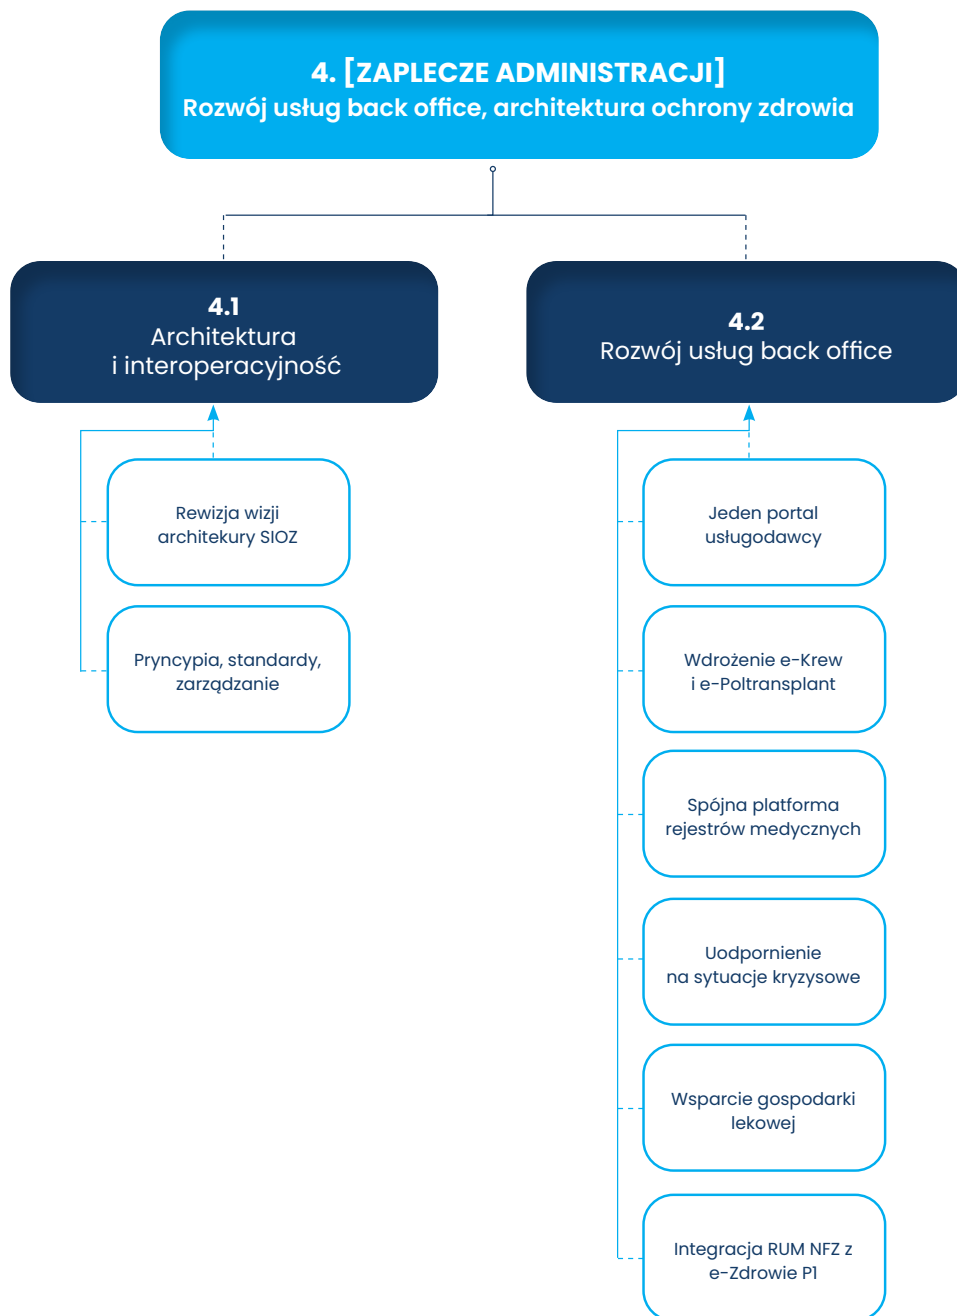 4. [ZAPLECZE ADMINISTRACJI]
Rozwój usług back office, architektura ochrony zdrowia
4.1
Architektura
i interoperacyjność
4.2
Rozwój usług back office
Rewizja wizji
architekury SIOZ
Pryncypia, standardy,
zarządzanie
Jeden portal
usługodawcy
Wdrożenie e-Krew
i e-Poltransplant
Spójna platforma
rejestrów medycznych
Uodpornienie
na sytuacje kryzysowe
Wsparcie gospodarki
lekowej
Integracja RUM NFZ z
e-Zdrowie P1